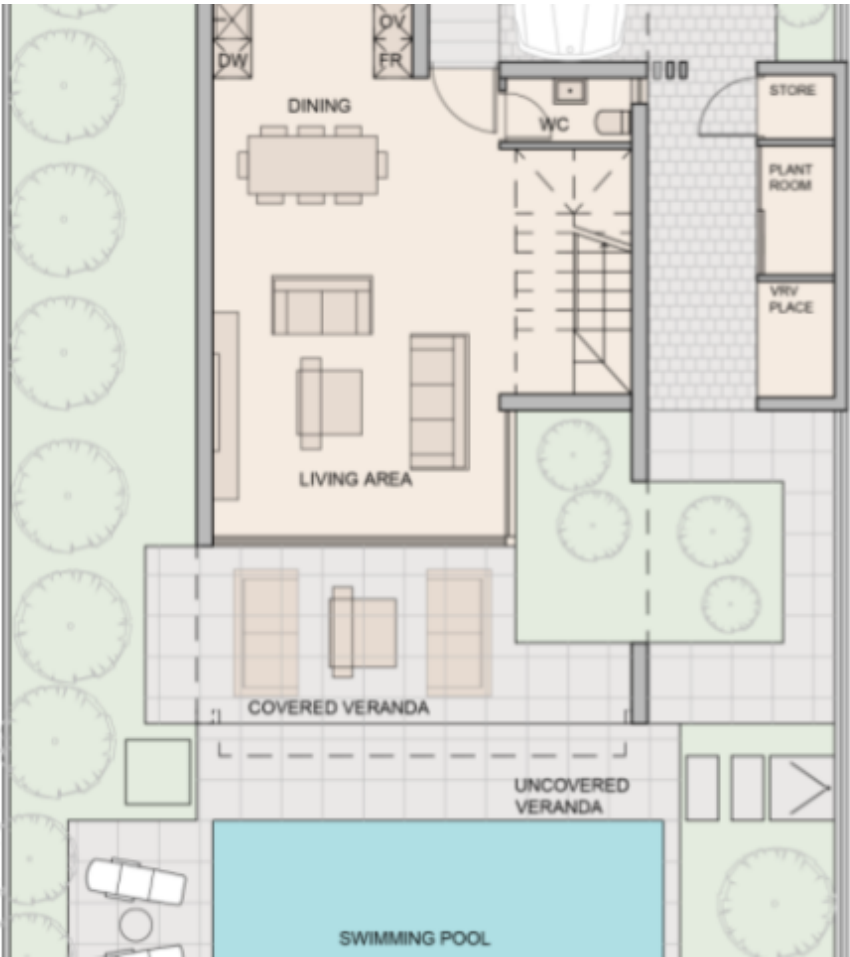 OV
DW
FR
DINING
WC
STORE
PLANT
ROOM
VRV
PLACE
LIVING AREA
COVERED VERANDA
UNCOVERED
VERANDA
SWIMMING POOL